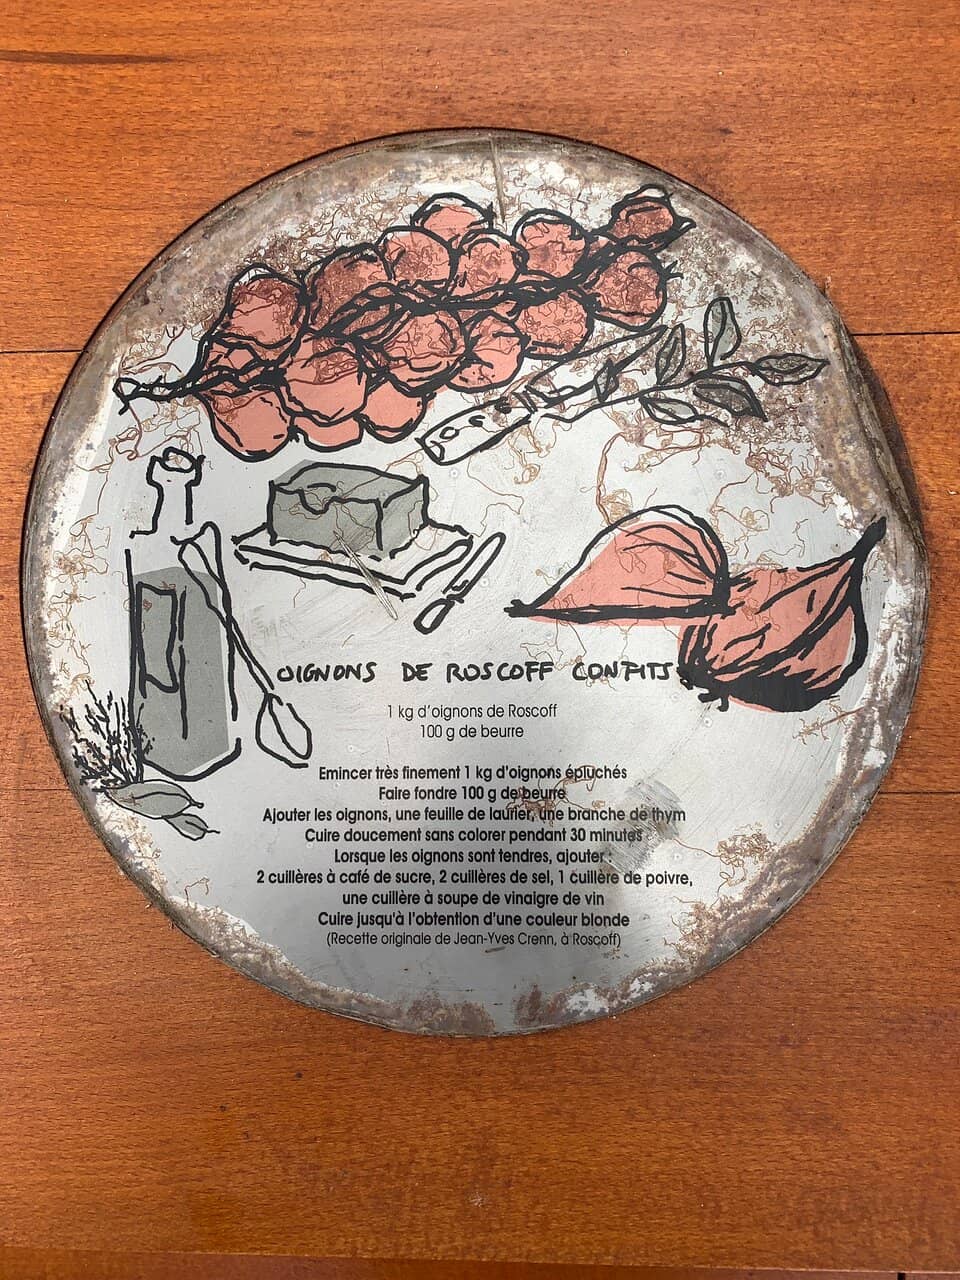 OIGNONS DE ROSCOFF CONFITS
1 kg d'oignons de Roscoff
100 g de beurre
Emincer très finement 1 kg d'oignons épluchés
Faire fondre 100 g de beurre
Ajouter les oignons, une feuille de laurier, une branche de thym
Cuire doucement sans colorer pendant 30 minutes
Lorsque les oignons sont tendres, ajouter :
2 cuillères à café de sucre, 2 cuillères de sel, 1 cuillère de poivre,
une cuillère à soupe de vinaigre de vin
Cuire jusqu'à l'obtention d'une couleur blonde
(Recette originale de Jean-Yves Crenn, à Roscoff)